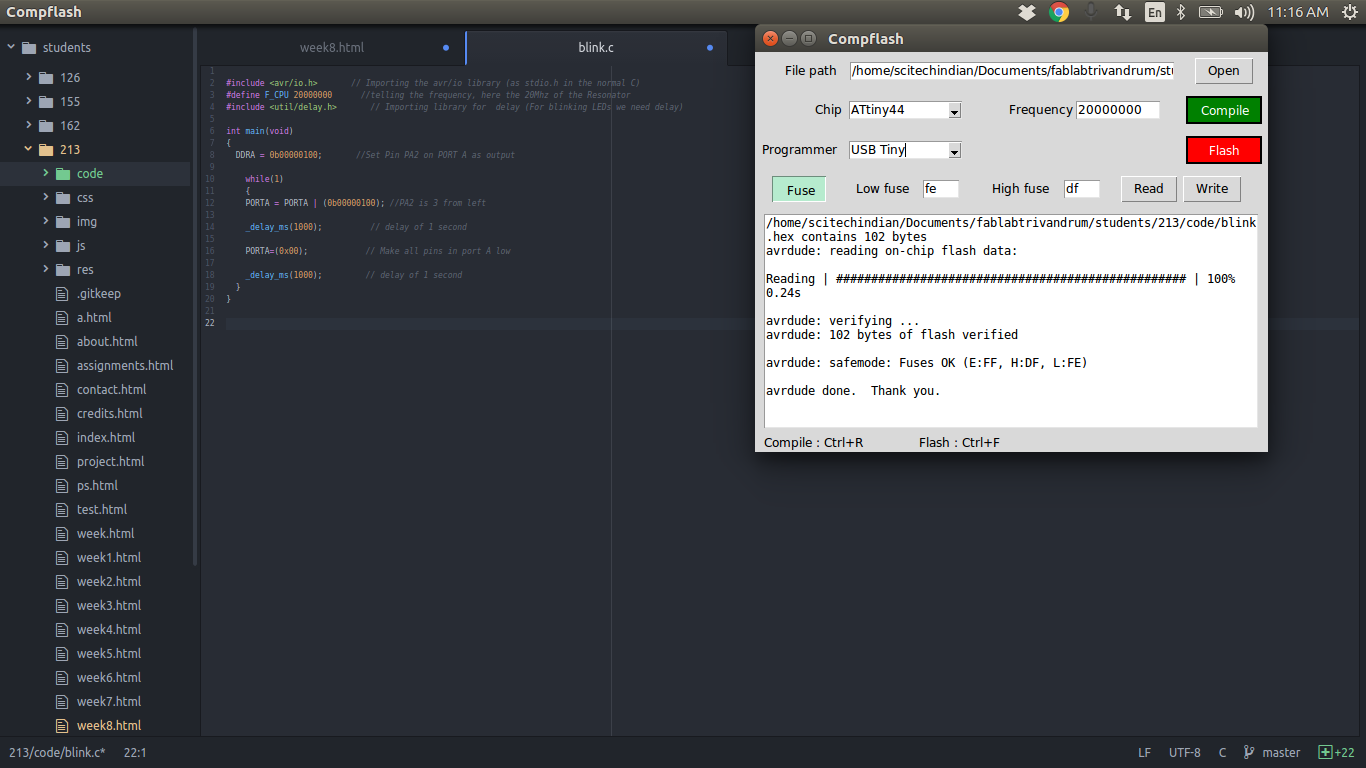 Compflash
En
11:16 AM
students
126
155
162
213
code
css
img
js
res
.gitkeep
a.html
about.html
assignments.html
contact.html
credits.html
index.html
project.html
ps.html
test.html
week.html
week1.html
week2.html
week3.html
week4.html
week5.html
week6.html
week7.html
week8.html
week8.html
blink.c
1
2 #include <avr/io.h> // Importing the avr/io library (as stdio.h in the normal C)
3 #define F_CPU 20000000 //telling the frequency, here the 20Mhz of the Resonator
4 #include <util/delay.h> // Importing library for delay (For blinking LEDs we need delay)
5
6 int main(void)
7 {
8 DDRA = 0b00000100; //Set Pin PA2 on PORT A as output
9
10 while(1)
11 {
12 PORTA = PORTA | (0b00000100); //PA2 is 3 from left
13
14 _delay_ms(1000); // delay of 1 second
15
16 PORTA=(0x00); // Make all pins in port A low
17
18 _delay_ms(1000); // delay of 1 second
19 }
20 }
21
22
Compflash
File path /home/scitechindian/Documents/fablabtrivandrum/stu Open
Chip ATtiny44 Frequency 20000000 Compile
Programmer USB Tiny Flash
Fuse Low fuse fe High fuse df Read Write
/home/scitechindian/Documents/fablabtrivandrum/students/213/code/blink
.hex contains 102 bytes
avrdude: reading on-chip flash data:
Reading | ################################################## | 100%
0.24s
avrdude: verifying ...
avrdude: 102 bytes of flash verified
avrdude: safemode: Fuses OK (E:FF, H:DF, L:FE)
avrdude done.  Thank you.
Compile : Ctrl+R Flash : Ctrl+F
213/code/blink.c* 22:1 LF UTF-8 C master +22